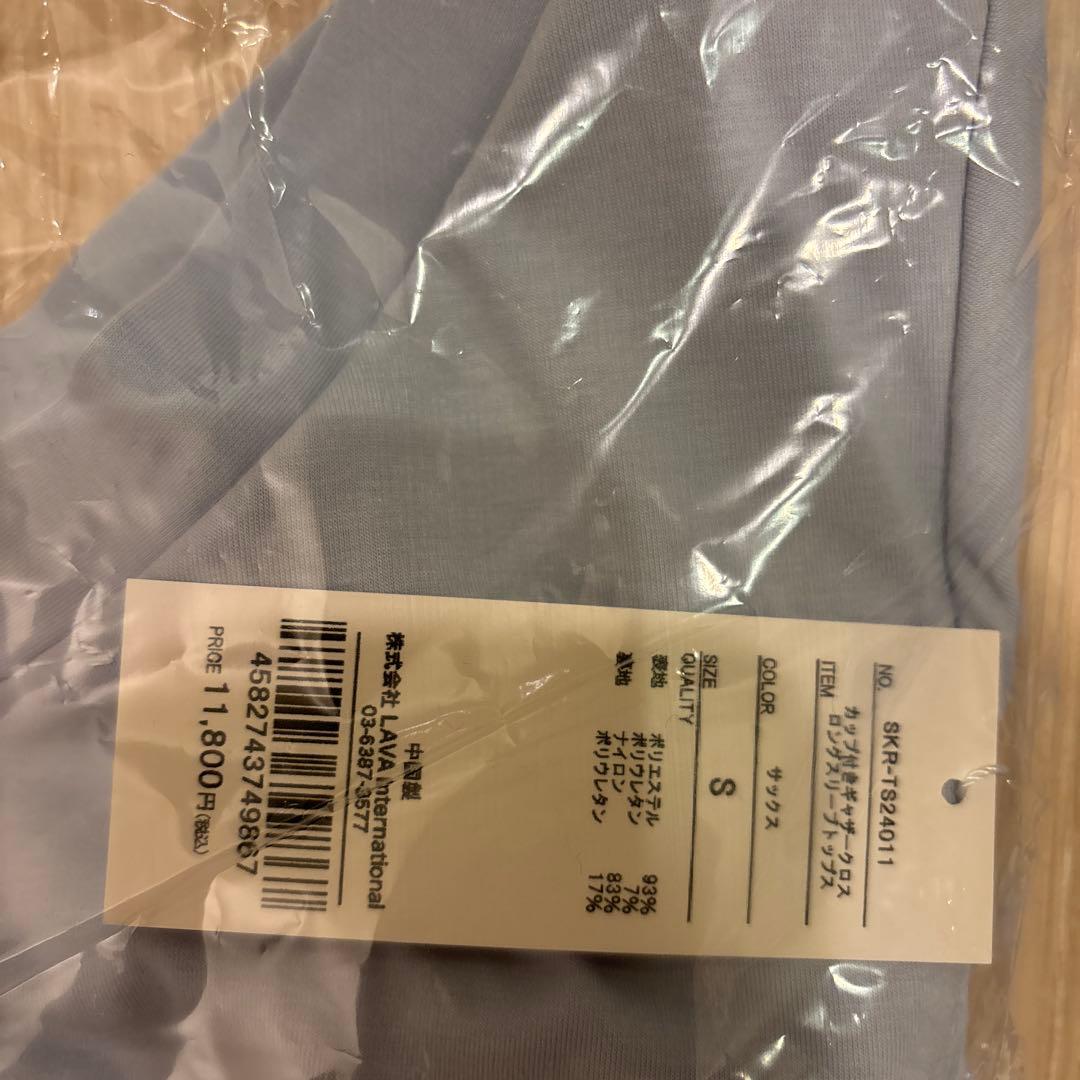 NO. SKR-TS24011
カップ付きギャザークロス
ITEM ロングスリーブトップス
COLOR サックス
SIZE S
QUALITY
表地 ポリエステル 93%
ポリウレタン 7%
裏地 ナイロン 83%
ポリウレタン 17%
中国製
株式会社 LAVA International
03-6387-3577
4582743749867
PRICE 11,800円(税込)